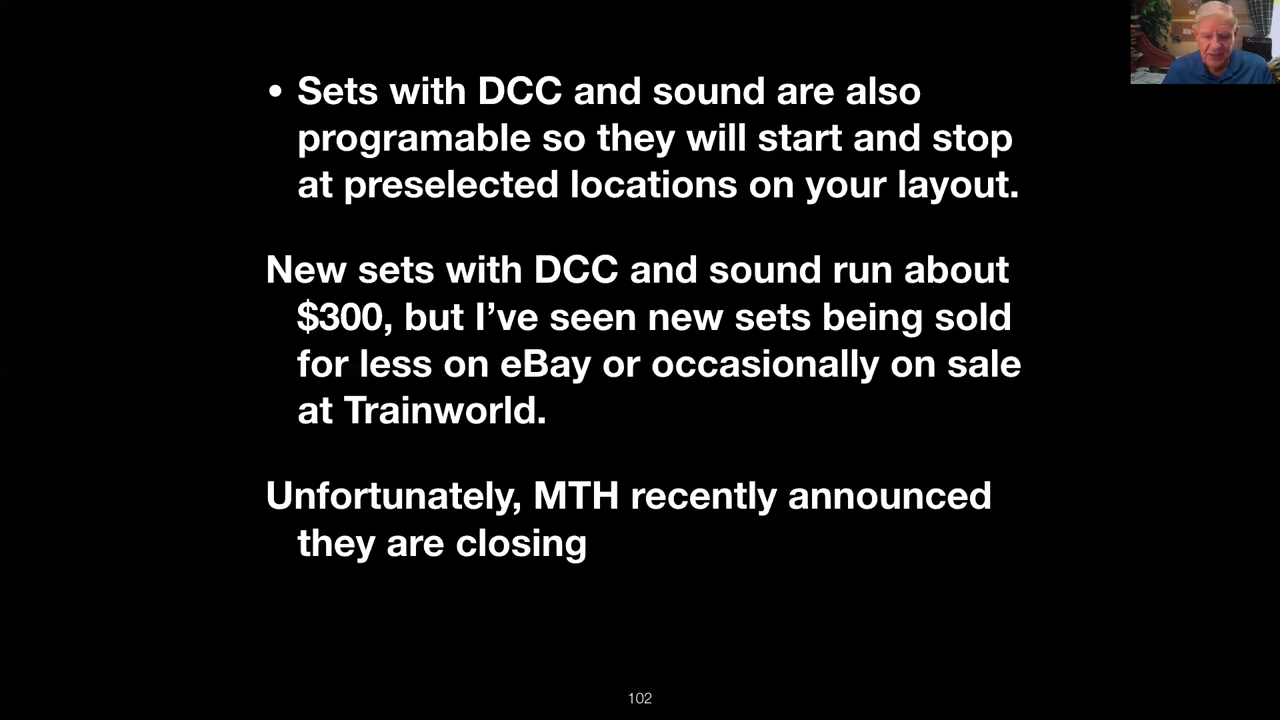 • Sets with DCC and sound are also
programable so they will start and stop
at preselected locations on your layout.
New sets with DCC and sound run about
$300, but I’ve seen new sets being sold
for less on eBay or occasionally on sale
at Trainworld.
Unfortunately, MTH recently announced
they are closing
102